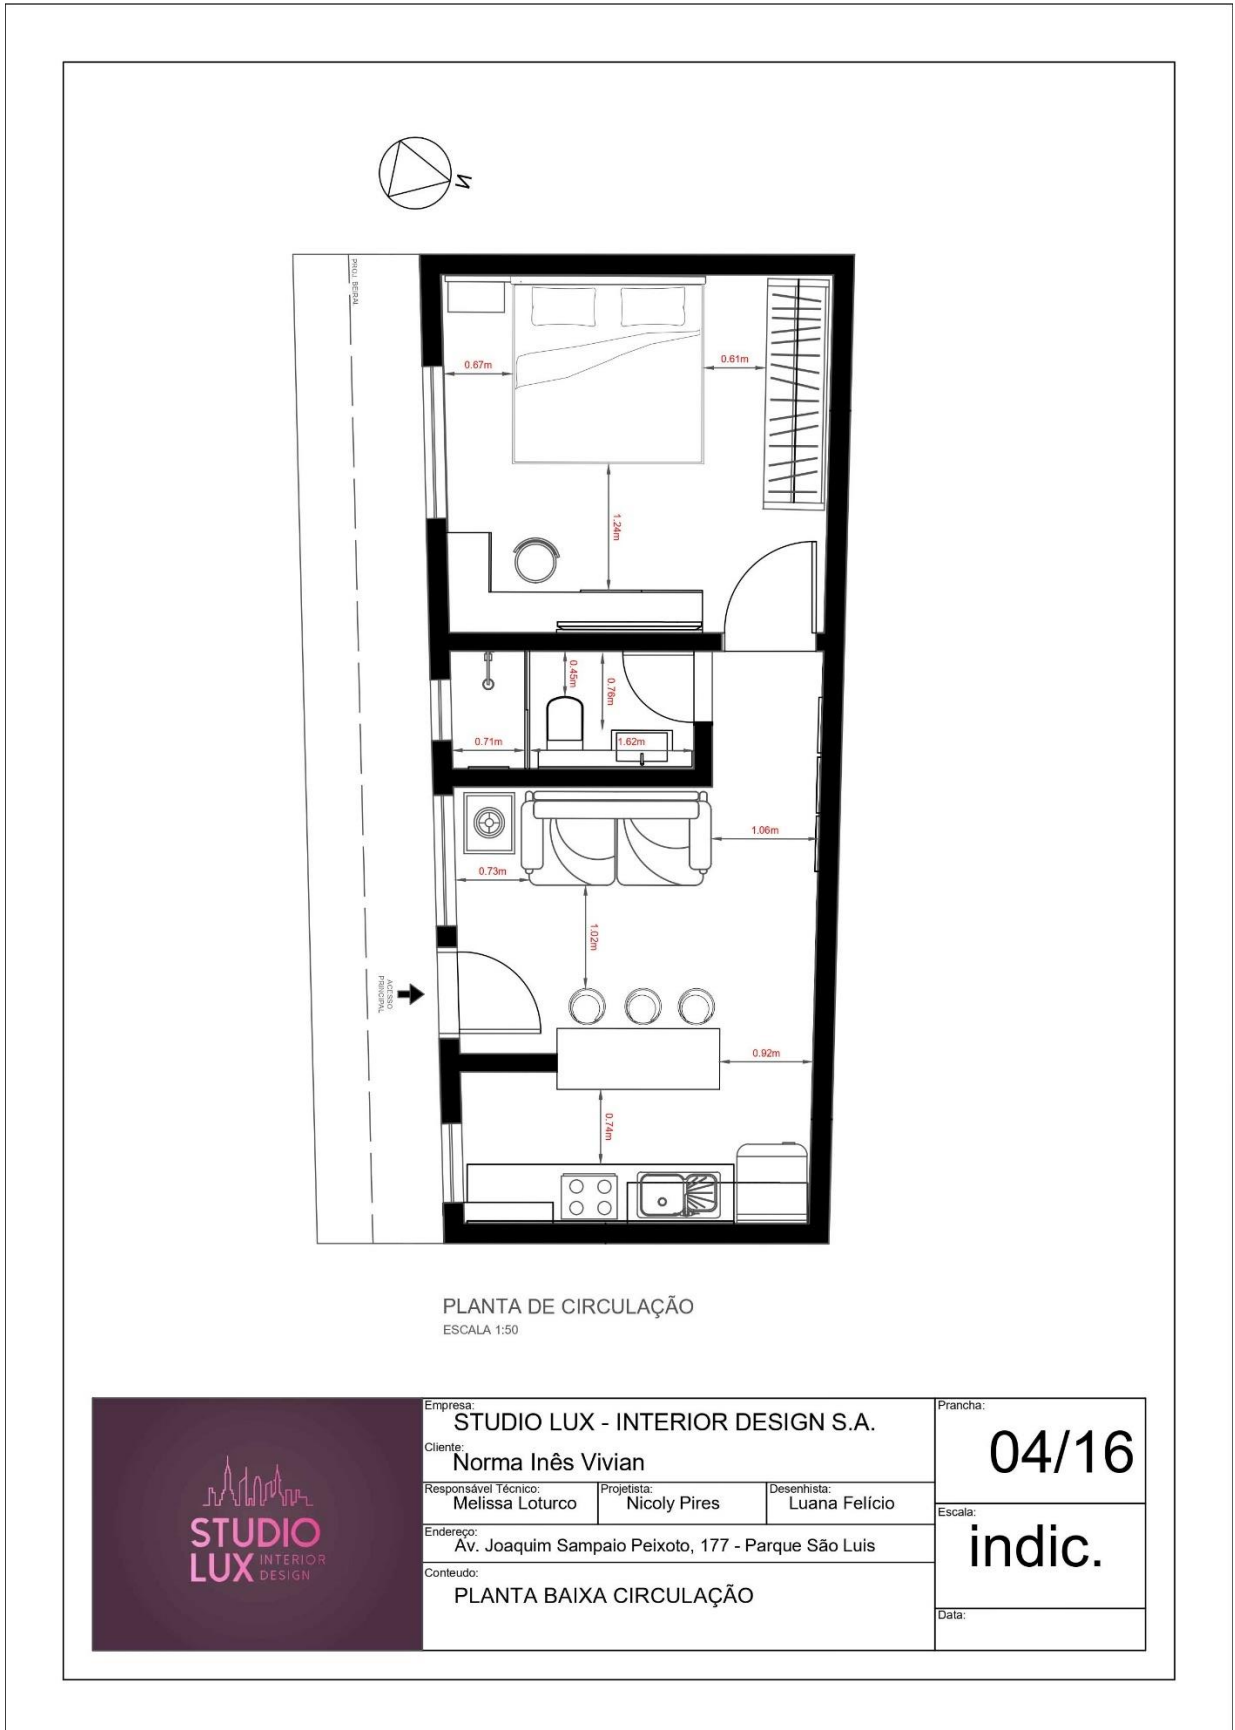 N
PROJ. BEIRAL
0.67m
0.61m
1.24m
0.45m
0.76m
0.71m
1.62m
1.06m
0.73m
1.02m
ACESSO
PRINCIPAL
0.92m
0.74m
PLANTA DE CIRCULAÇÃO
ESCALA 1:50
STUDIO
LUX INTERIOR
DESIGN
Empresa:
STUDIO LUX - INTERIOR DESIGN S.A.
Cliente:
Norma Inês Vivian
Responsável Técnico:
Melissa Loturco
Projetista:
Nicoly Pires
Desenhista:
Luana Felício
Endereço:
Av. Joaquim Sampaio Peixoto, 177 - Parque São Luis
Conteudo:
PLANTA BAIXA CIRCULAÇÃO
Prancha:
04/16
Escala:
indic.
Data: